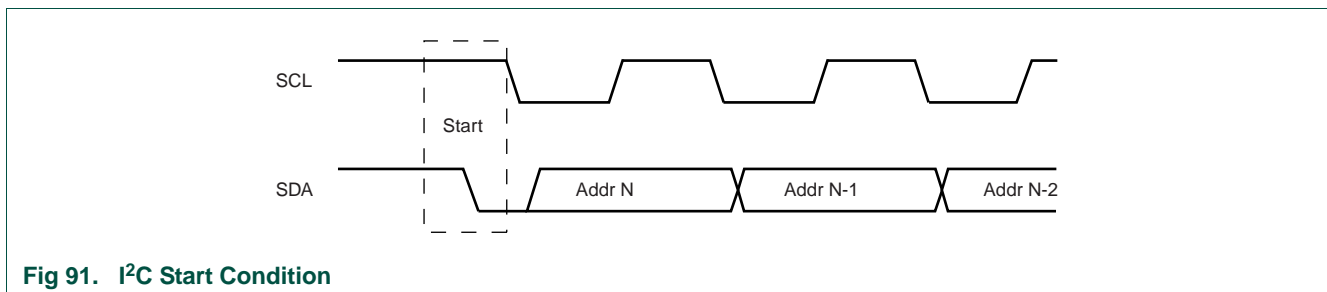 SCL
Start
SDA
Addr N
Addr N-1
Addr N-2
Fig 91. I²C Start Condition